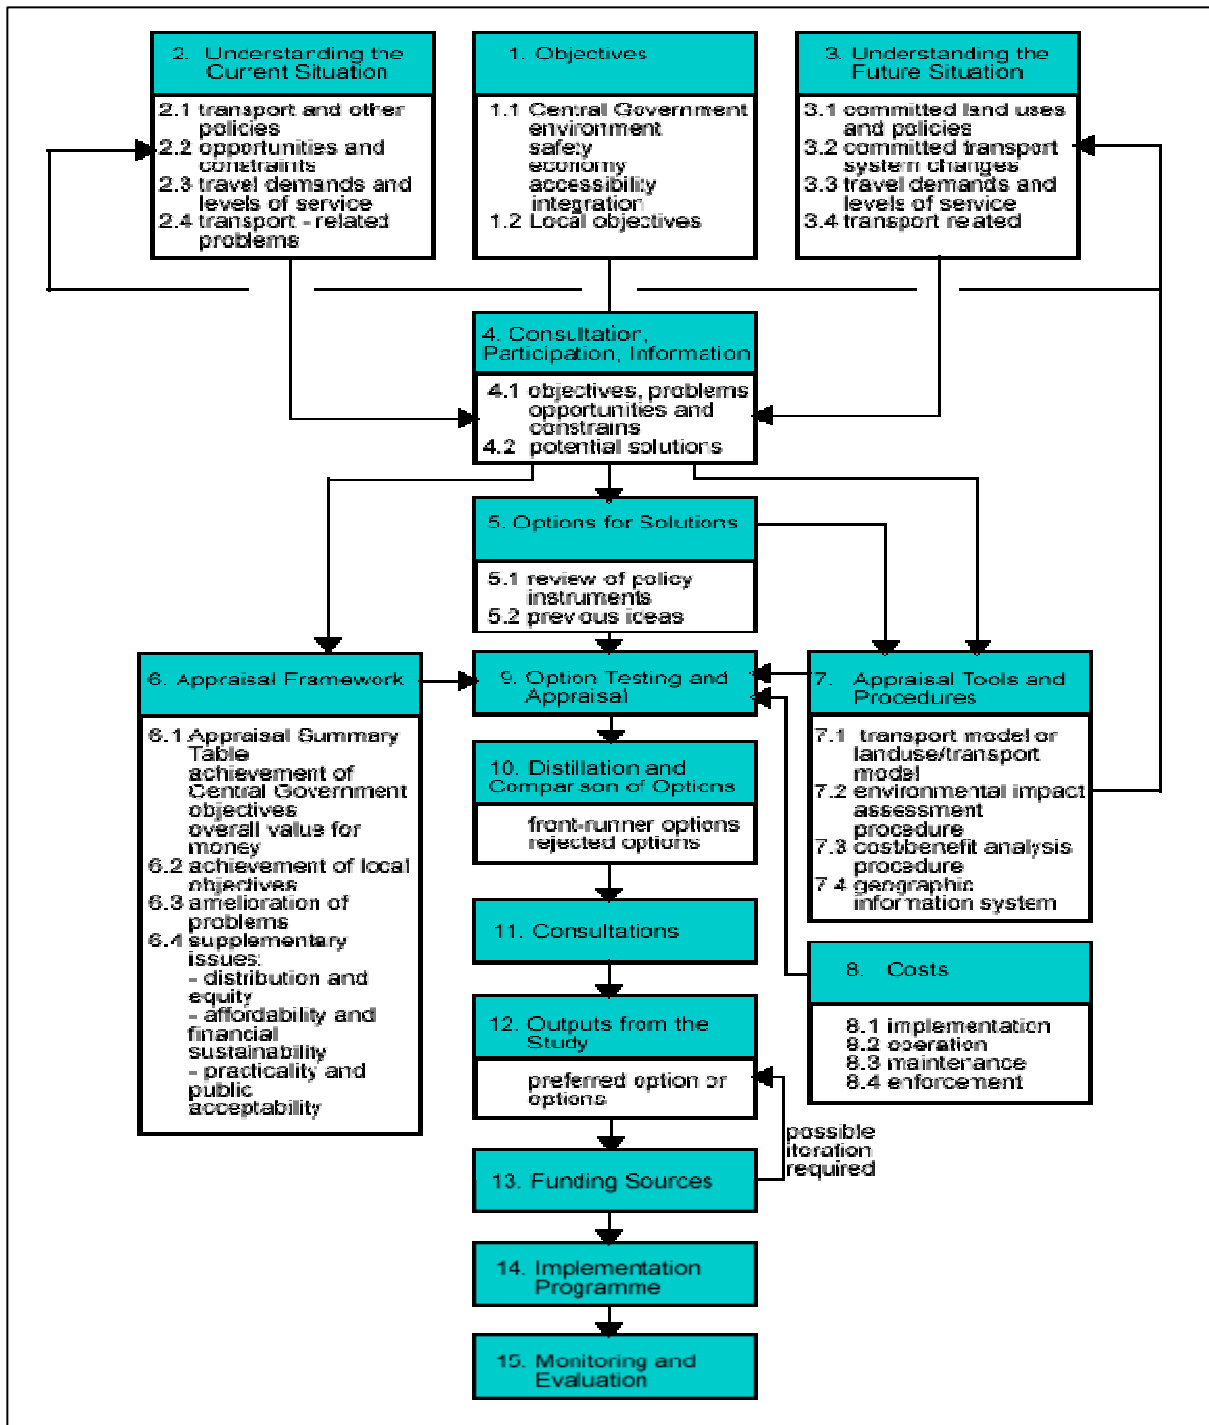 2. Understanding the
Current Situation
2.1 transport and other
policies
2.2 opportunities and
constraints
2.3 travel demands and
levels of service
2.4 transport - related
problems
1. Objectives
1.1 Central Government
environment
safety
economy
accessibility
integration
1.2 Local objectives
3. Understanding the
Future Situation
3.1 committed land uses
and policies
3.2 committed transport
system changes
3.3 travel demands and
levels of service
3.4 transport related
4. Consultation,
Participation, Information
4.1 objectives, problems
opportunities and
constrains
4.2 potential solutions
5. Options for Solutions
5.1 review of policy
instruments
5.2 previous ideas
6. Appraisal Framework
6.1 Appraisal Summary
Table
achievement of
Central Government
objectives
overall value for
money
6.2 achievement of local
objectives
6.3 amelioration of
problems
6.4 supplementary
issues:
- distribution and
equity
- affordability and
financial
sustainability
- practicality and
public
acceptability
9. Option Testing and
Appraisal
7. Appraisal Tools and
Procedures
7.1 transport model or
landuse/transport
model
7.2 environmental impact
assessment
procedure
7.3 cost/benefit analysis
procedure
7.4 geographic
information system
10. Distillation and
Comparison of Options
front-runner options
rejected options
11. Consultations
8. Costs
8.1 implementation
8.2 operation
8.3 maintenance
8.4 enforcement
12. Outputs from the
Study
preferred option or
options
possible
iteration
required
13. Funding Sources
14. Implementation
Programme
15. Monitoring and
Evaluation